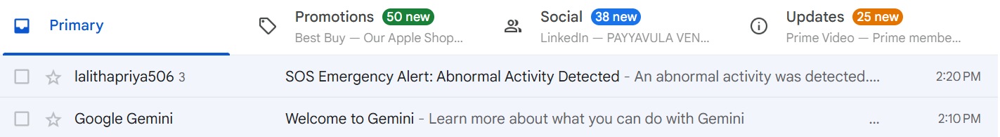 Primary
Promotions 50 new
Best Buy — Our Apple Shop...
Social 38 new
LinkedIn — PAYYAVULA VEN...
Updates 25 new
Prime Video — Prime membe...
lalithapriya506 3 SOS Emergency Alert: Abnormal Activity Detected - An abnormal activity was detected.... 2:20 PM
Google Gemini Welcome to Gemini - Learn more about what you can do with Gemini ... 2:10 PM